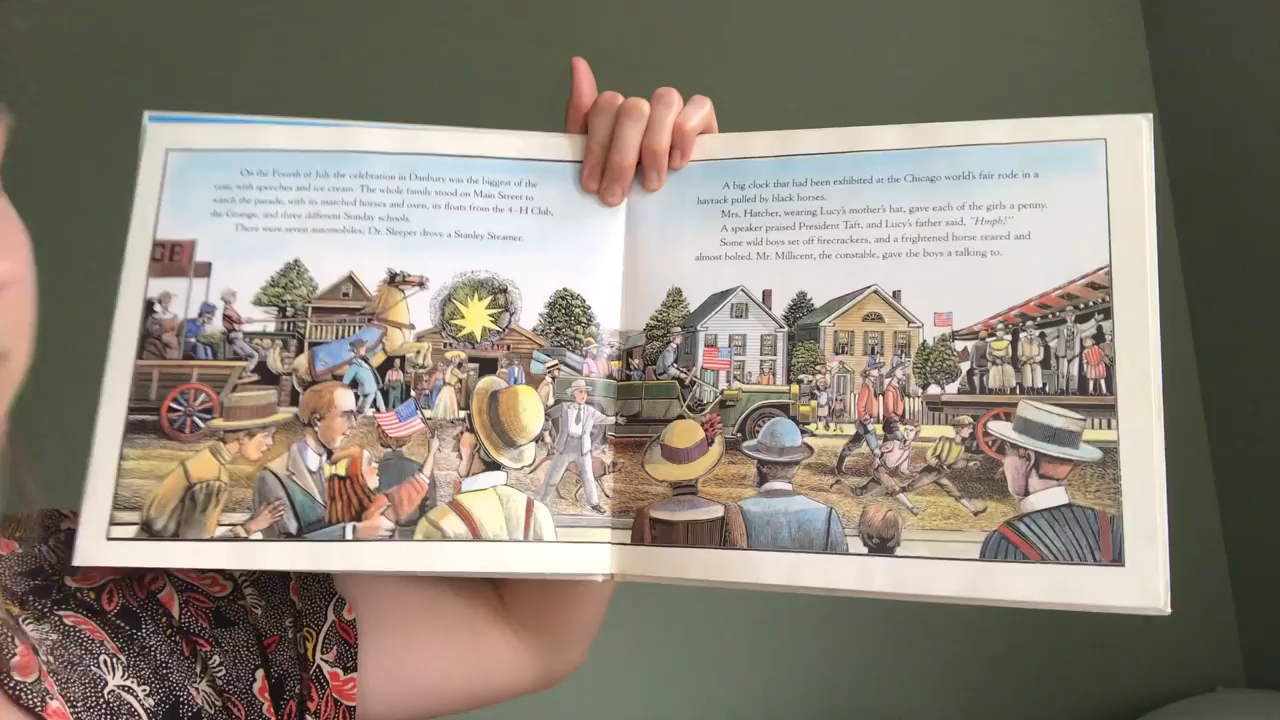 On the Fourth of July the celebration in Danbury was the biggest of the
year, with speeches and ice cream. The whole family stood on Main Street to
watch the parade, with its matched horses and oxen, its floats from the 4-H Club,
the Grange, and three different Sunday schools.
There were seven automobiles; Dr. Sleeper drove a Stanley Steamer.
GE
A big clock that had been exhibited at the Chicago world's fair rode in a
hayrack pulled by black horses.
Mrs. Hatcher, wearing Lucy's mother's hat, gave each of the girls a penny.
A speaker praised President Taft, and Lucy's father said, "Hmph!"
Some wild boys set off firecrackers, and a frightened horse reared and
almost bolted. Mr. Millicent, the constable, gave the boys a talking to.